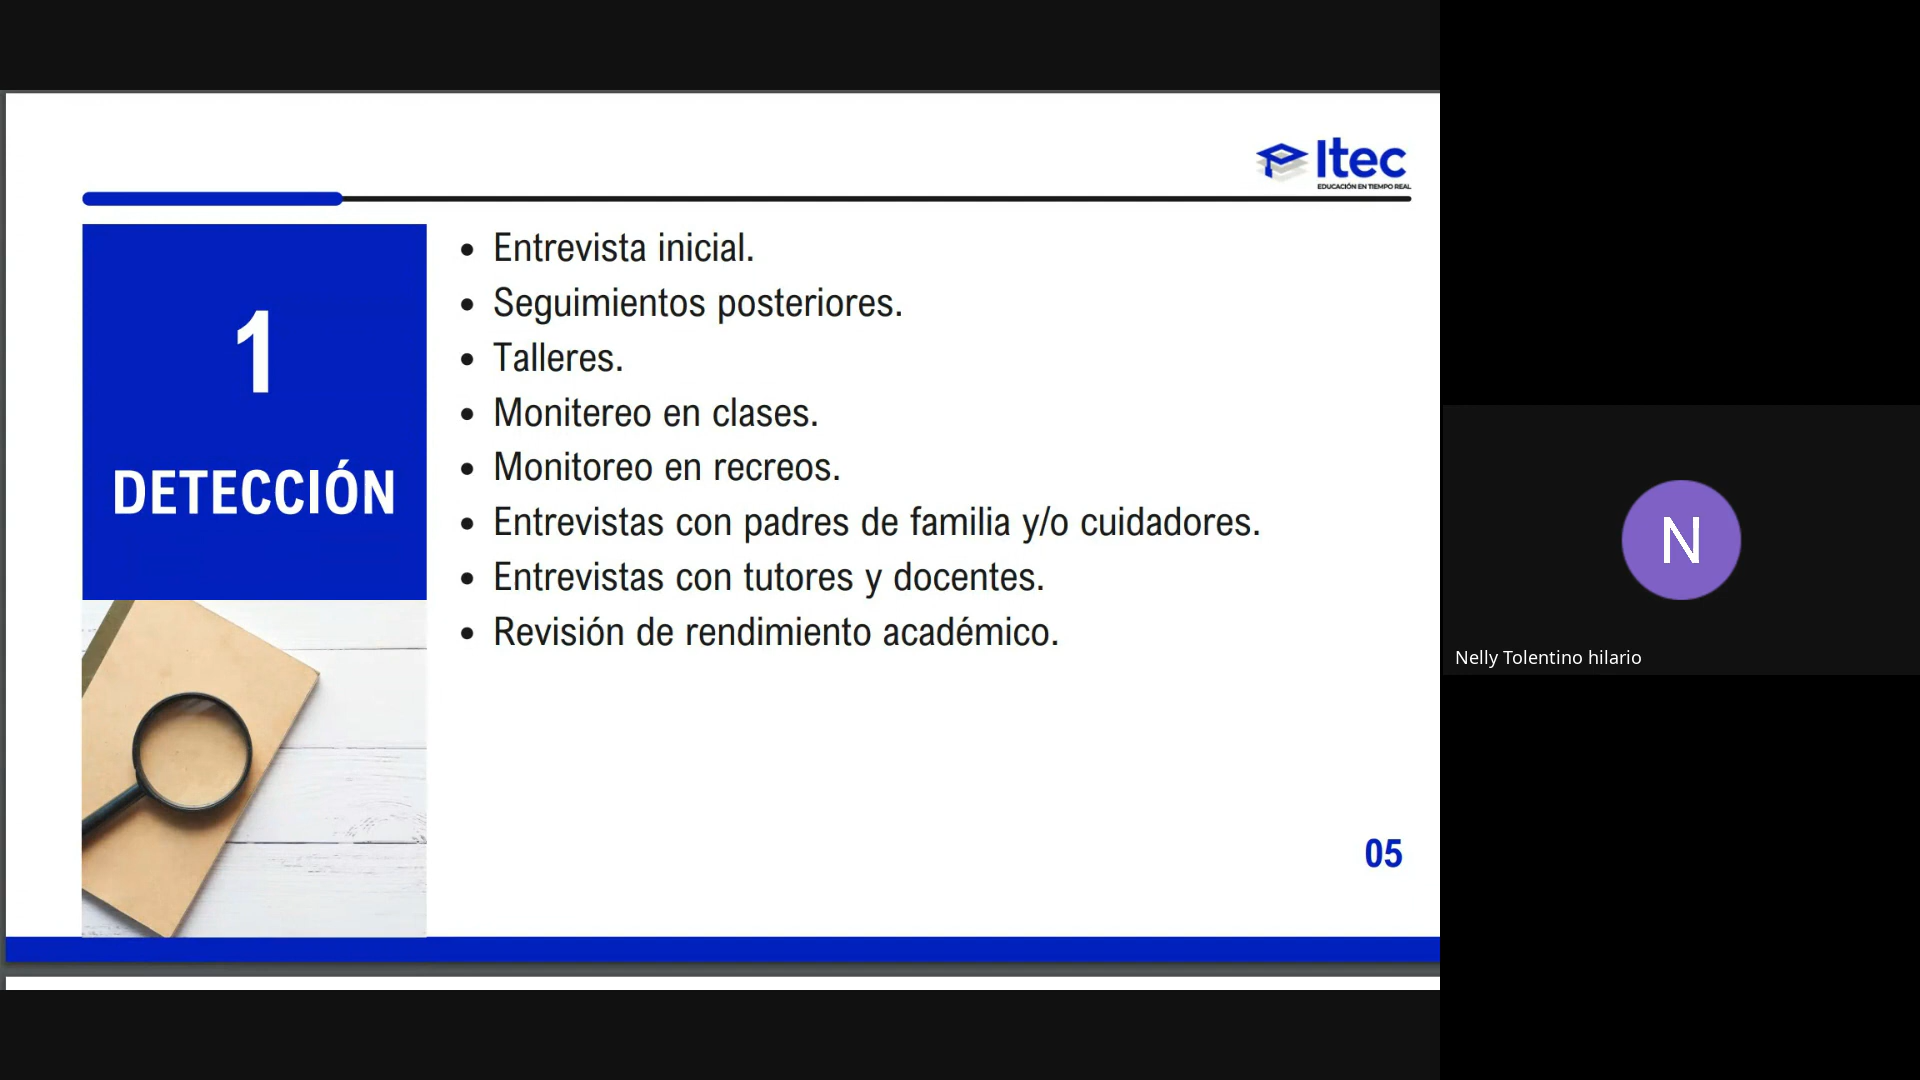 Itec
EDUCACIÓN EN TIEMPO REAL
1
DETECCIÓN
• Entrevista inicial.
• Seguimientos posteriores.
• Talleres.
• Monitereo en clases.
• Monitoreo en recreos.
• Entrevistas con padres de familia y/o cuidadores.
• Entrevistas con tutores y docentes.
• Revisión de rendimiento académico.
05
N
Nelly Tolentino hilario